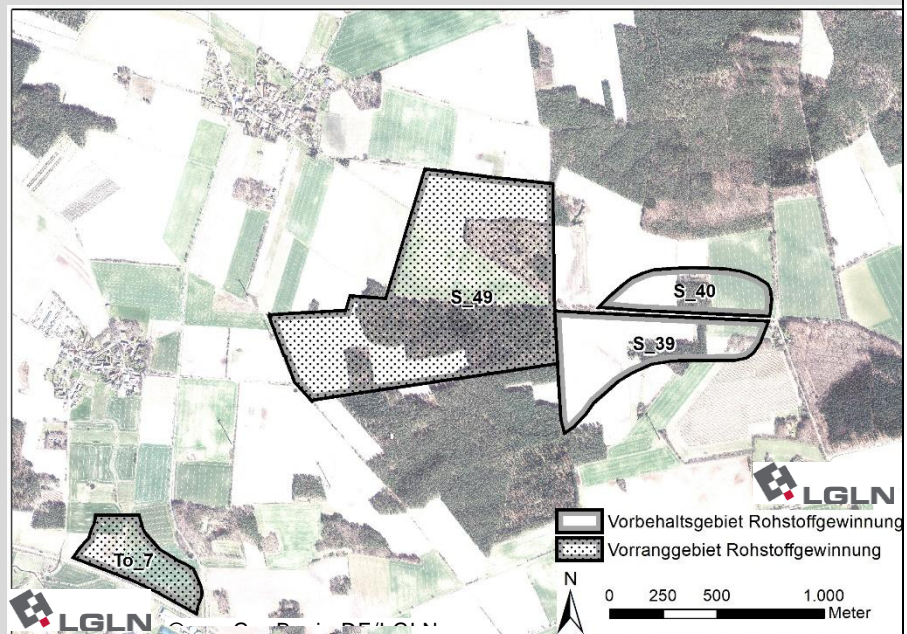 S_49
S_40
S_39
To_7
LGLN
Vorbehaltsgebiet Rohstoffgewinnung
Vorranggebiet Rohstoffgewinnung
N
0 250 500 1.000
Meter
LGLN